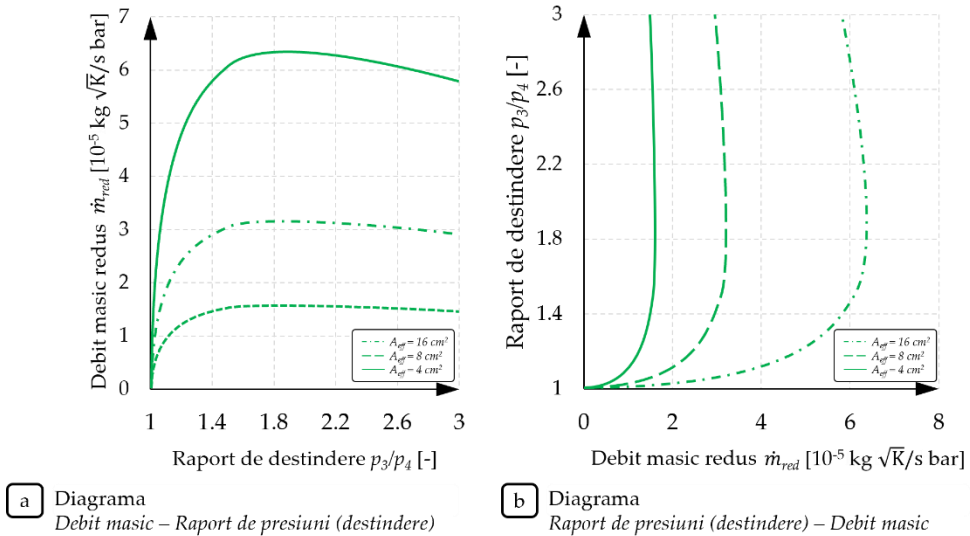 Debit masic redus ṁred [10-5 kg √K/s bar]
7
6
5
4
3
2
1
0
1 1.4 1.8 2.2 2.6 3
Raport de destindere p3/p4 [-]
Aeff = 16 cm2
Aeff = 8 cm2
Aeff – 4 cm2
a Diagrama
Debit masic – Raport de presiuni (destindere)
Raport de destindere p3/p4 [-]
3
2.6
2.2
1.8
1.4
1
0 2 4 6 8
Debit masic redus ṁred [10-5 kg √K/s bar]
Aeff = 16 cm2
Aeff = 8 cm2
Aeff – 4 cm2
b Diagrama
Raport de presiuni (destindere) – Debit masic